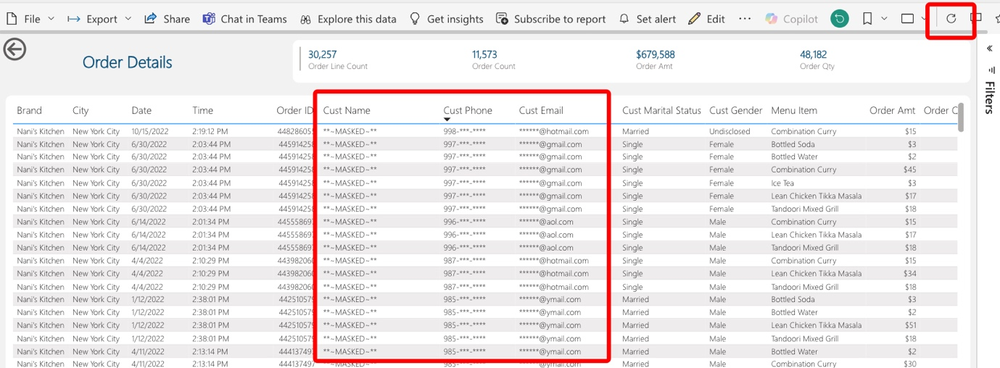 File Export Share Chat in Teams Explore this data Get insights Subscribe to report Set alert Edit ... Copilot
Order Details
30,257 11,573 $679,588 48,182
Order Line Count Order Count Order Amt Order Qty
Filters
Brand City Date Time Order ID Cust Name Cust Phone Cust Email Cust Marital Status Cust Gender Menu Item Order Amt Order
Nani's Kitchen New York City 10/15/2022 2:19:12 PM 448286055 **~MASKED~** 998-***-**** ******@hotmail.com Married Undisclosed Combination Curry $15
Nani's Kitchen New York City 6/30/2022 2:03:44 PM 445914258 **~MASKED~** 997-***-**** ******@gmail.com Single Female Bottled Soda $3
Nani's Kitchen New York City 6/30/2022 2:03:44 PM 445914258 **~MASKED~** 997-***-**** ******@gmail.com Single Female Bottled Water $2
Nani's Kitchen New York City 6/30/2022 2:03:44 PM 445914258 **~MASKED~** 997-***-**** ******@gmail.com Single Female Combination Curry $45
Nani's Kitchen New York City 6/30/2022 2:03:44 PM 445914258 **~MASKED~** 997-***-**** ******@gmail.com Single Female Ice Tea $3
Nani's Kitchen New York City 6/30/2022 2:03:44 PM 445914258 **~MASKED~** 997-***-**** ******@gmail.com Single Female Lean Chicken Tikka Masala $17
Nani's Kitchen New York City 6/30/2022 2:03:44 PM 445914258 **~MASKED~** 997-***-**** ******@gmail.com Single Female Tandoori Mixed Grill $18
Nani's Kitchen New York City 6/14/2022 2:01:34 PM 445558697 **~MASKED~** 996-***-**** ******@aol.com Single Male Combination Curry $15
Nani's Kitchen New York City 6/14/2022 2:01:34 PM 445558697 **~MASKED~** 996-***-**** ******@aol.com Single Male Lean Chicken Tikka Masala $17
Nani's Kitchen New York City 6/14/2022 2:01:34 PM 445558697 **~MASKED~** 996-***-**** ******@aol.com Single Male Tandoori Mixed Grill $18
Nani's Kitchen New York City 4/4/2022 2:10:29 PM 443982060 **~MASKED~** 987-***-**** ******@hotmail.com Single Male Combination Curry $15
Nani's Kitchen New York City 4/4/2022 2:10:29 PM 443982060 **~MASKED~** 987-***-**** ******@hotmail.com Single Male Lean Chicken Tikka Masala $34
Nani's Kitchen New York City 4/4/2022 2:10:29 PM 443982060 **~MASKED~** 987-***-**** ******@hotmail.com Single Male Tandoori Mixed Grill $18
Nani's Kitchen New York City 1/12/2022 2:38:01 PM 442510579 **~MASKED~** 985-***-**** ******@ymail.com Married Male Bottled Soda $3
Nani's Kitchen New York City 1/12/2022 2:38:01 PM 442510579 **~MASKED~** 985-***-**** ******@ymail.com Married Male Bottled Water $2
Nani's Kitchen New York City 1/12/2022 2:38:01 PM 442510579 **~MASKED~** 985-***-**** ******@ymail.com Married Male Lean Chicken Tikka Masala $51
Nani's Kitchen New York City 1/12/2022 2:38:01 PM 442510579 **~MASKED~** 985-***-**** ******@ymail.com Married Male Tandoori Mixed Grill $18
Nani's Kitchen New York City 4/11/2022 2:13:14 PM 444137497 **~MASKED~** 985-***-**** ******@ymail.com Married Male Bottled Water $2
Nani's Kitchen New York City 4/11/2022 2:13:14 PM 444137497 **~MASKED~** 985-***-**** ******@ymail.com Married Male Combination Curry $30